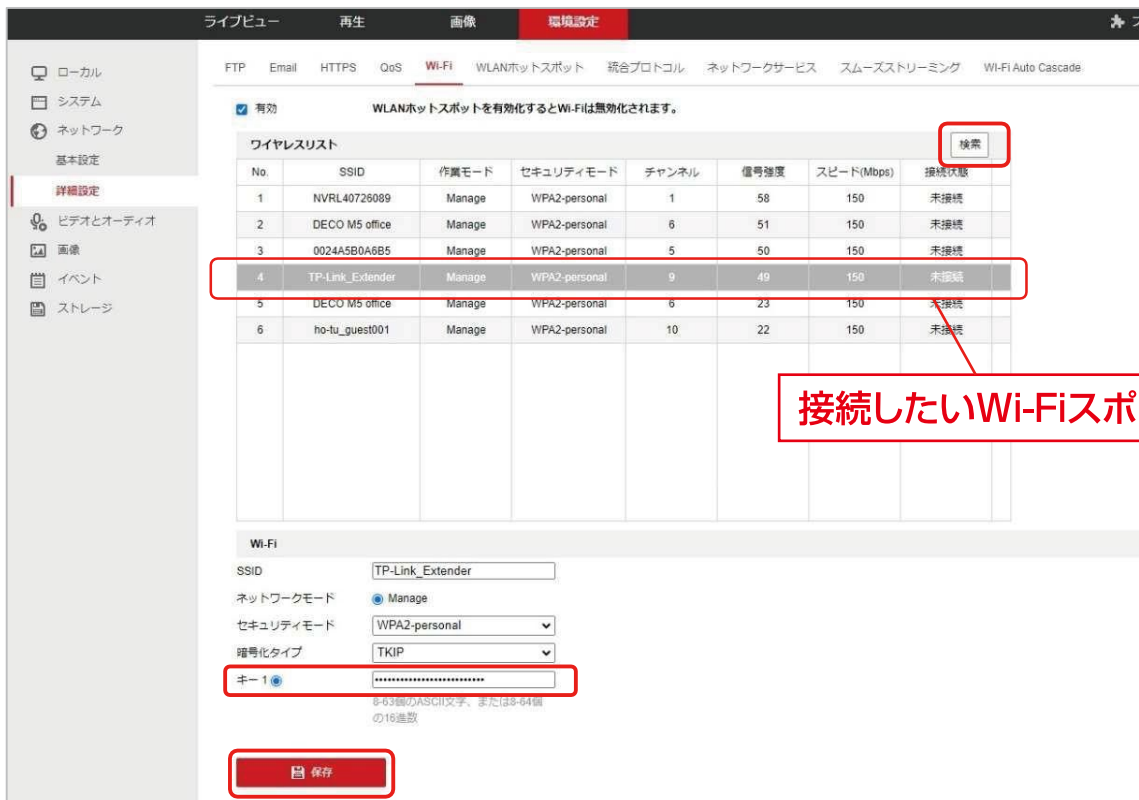 ライブビュー 再生 画像 環境設定
ローカル
システム
ネットワーク
基本設定
詳細設定
ビデオとオーディオ
画像
イベント
ストレージ
FTP Email HTTPS QoS Wi-Fi WLANホットスポット 統合プロトコル ネットワークサービス スムーズストリーミング Wi-Fi Auto Cascade
有効 WLANホットスポットを有効化するとWi-Fiは無効化されます。
ワイヤレスリスト 検索
No. SSID 作業モード セキュリティモード チャンネル 信号強度 スピード(Mbps) 接続状態
1 NVRL40726089 Manage WPA2-personal 1 58 150 未接続
2 DECO M5 office Manage WPA2-personal 6 51 150 未接続
3 0024A5B0A6B5 Manage WPA2-personal 5 50 150 未接続
4 TP-Link_Extender Manage WPA2-personal 9 49 150 未接続
5 DECO M5 office Manage WPA2-personal 6 23 150 未接続
6 ho-tu_guest001 Manage WPA2-personal 10 22 150 未接続
接続したいWi-Fiスポ
Wi-Fi
SSID TP-Link_Extender
ネットワークモード Manage
セキュリティモード WPA2-personal
暗号化タイプ TKIP
キー 1
8-63個のASCII文字、または8-64個
の16進数
保存